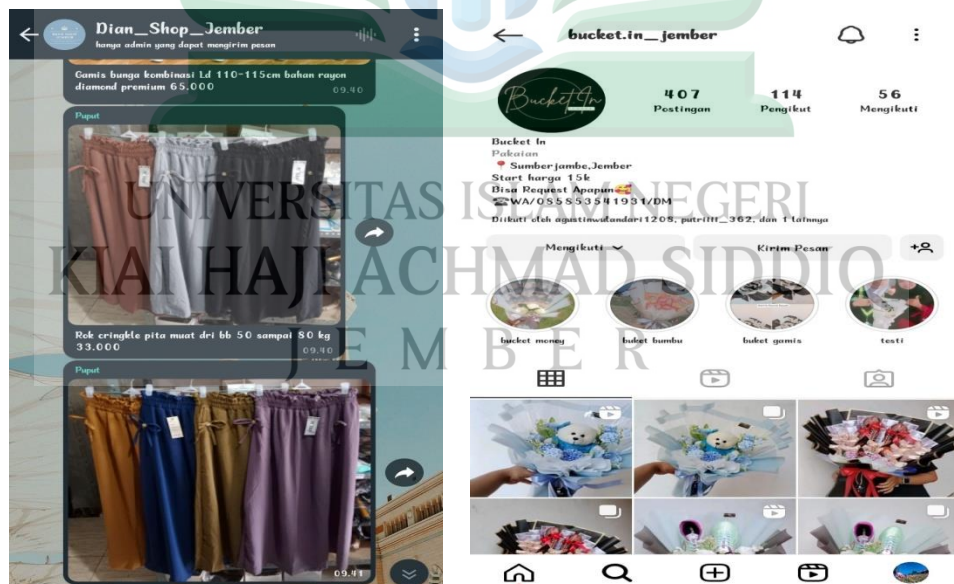 Dian_Shop_Jember
hanya admin yang dapat mengirim pesan
Gamis bunga kombinasi Ld 110-115cm bahan rayon
diamond premium 65.000
09.40
Puput
Rok cringkle pita muat dri bb 50 sampai 80 kg
33.000
09.40
Puput
09.41
bucket.in_jember
Bucket In
407
114
56
Postingan
Pengikut
Mengikuti
Bucket In
Pakaian
Sumberjambe,Jember
Start harga 15k
Bisa Request Apapun
WA/085853541931/DM
Diikuti oleh agustinwulandari1208, putriiii_362, dan 1 lainnya
Mengikuti
Kirim Pesan
bucket money
buket bumbu
buket gamis
testi
UNIVERSITAS ISLAM NEGERI
KIAI HAJI ACHMAD SIDDIQ
JEMBER